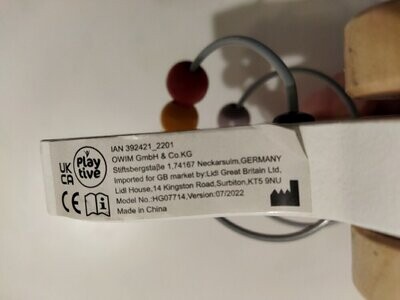 UK
CA
Play
tive
CE
IAN 392421_2201
OWIM GmbH & Co.KG
Stiftsbergstaße 1,74167 Neckarsulm,GERMANY
Imported for GB market by:Lidl Great Britain Ltd,
Lidl House,14 Kingston Road,Surbiton,KT5 9NU
Model No.:HG07714,Version:07/2022
Made in China